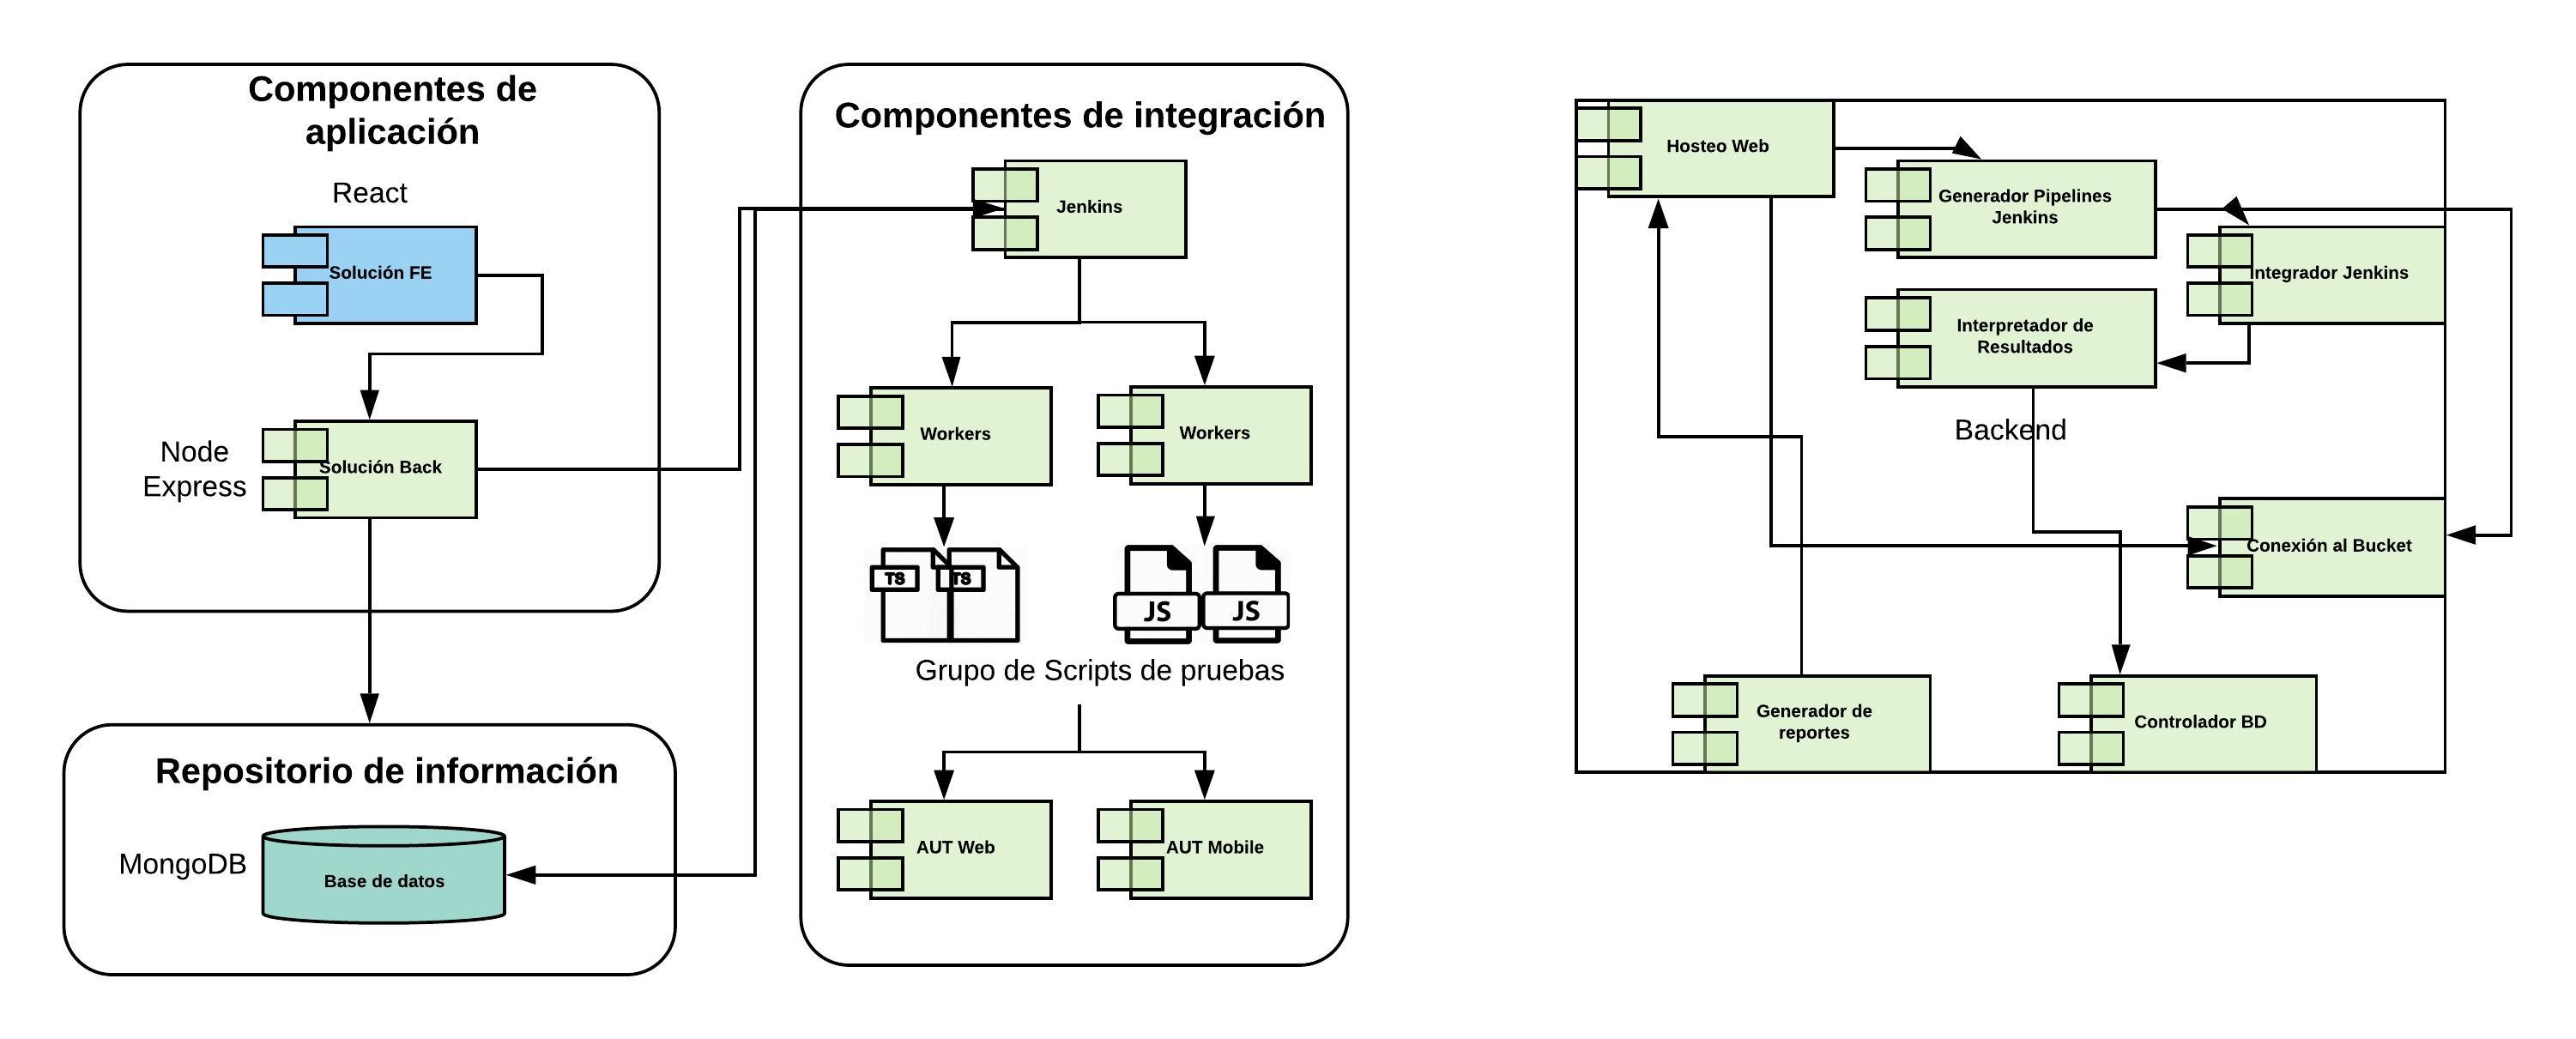 Componentes de
aplicación
React
Solución FE
Node
Express
Solución Back
Repositorio de información
MongoDB
Base de datos
Componentes de integración
Jenkins
Workers
Workers
TS
TS
JS
JS
Grupo de Scripts de pruebas
AUT Web
AUT Mobile
Hosteo Web
Generador Pipelines
Jenkins
Integrador Jenkins
Interpretador de
Resultados
Backend
Conexión al Bucket
Generador de
reportes
Controlador BD